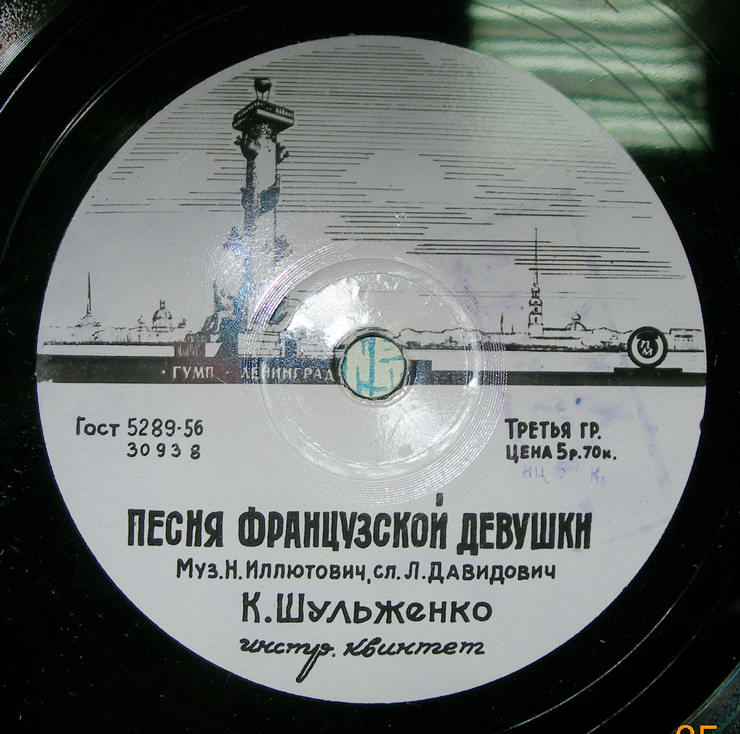 ПМ
· ГУМП · ЛЕНИНГРАД
Гост 5289-56
30938
ТРЕТЬЯ ГР.
ЦЕНА 5р.70к.
ПЕСНЯ ФРАНЦУЗСКОЙ ДЕВУШКИ
Муз.Н.Иллютович, сл.Л.Давидович
К.Шульженко
инстр. квинтет